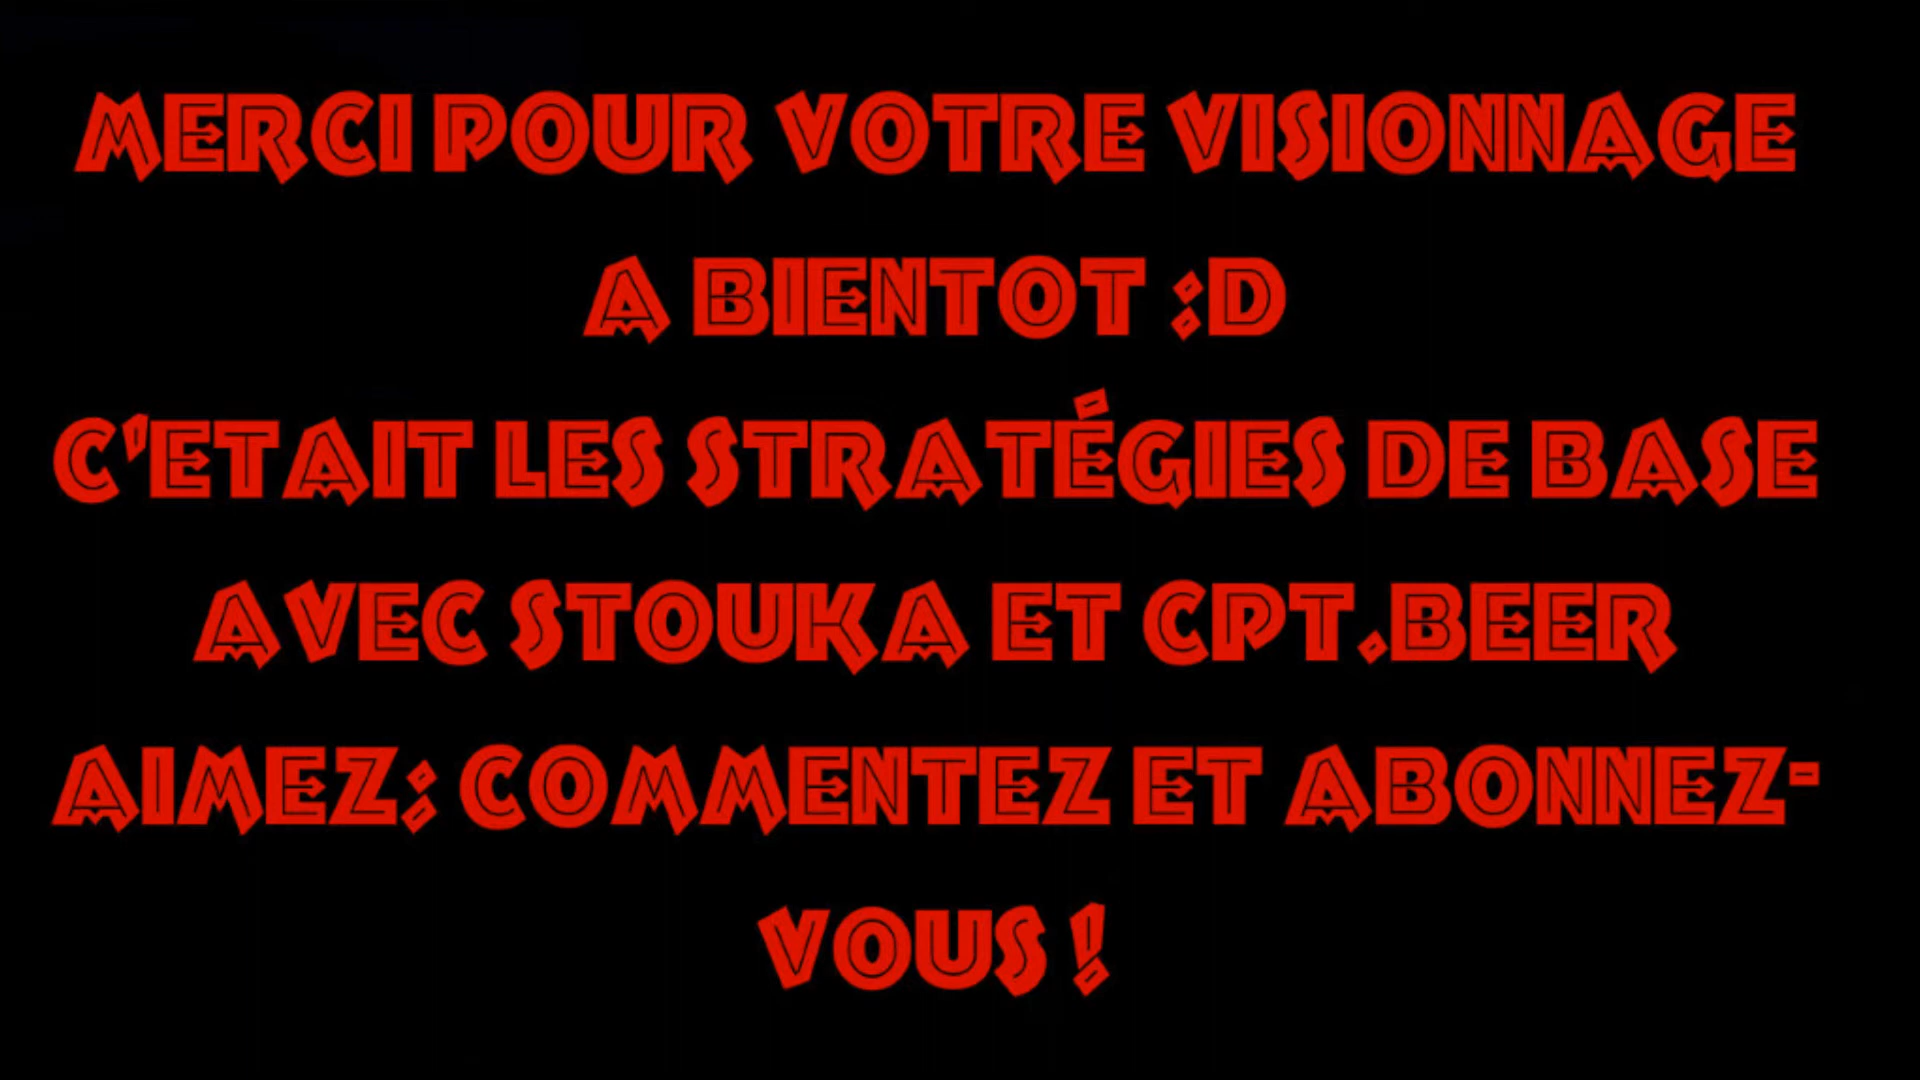 MERCI POUR VOTRE VISIONNAGE
A BIENTOT :D
C'ETAIT LES STRATÉGIES DE BASE
AVEC STOUKA ET CPT.BEER
AIMEZ; COMMENTEZ ET ABONNEZ-
VOUS !